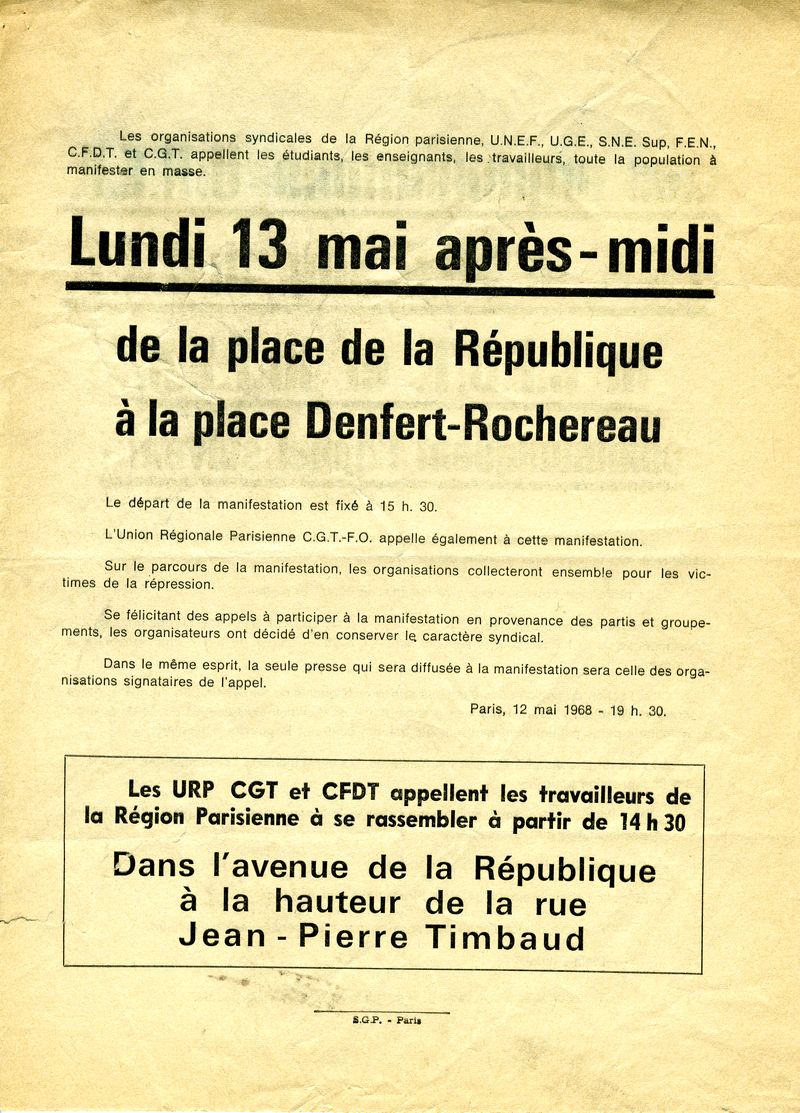 Les organisations syndicales de la Région parisienne, U.N.E.F., U.G.E., S.N.E. Sup, F.E.N.,
C.F.D.T. et C.G.T. appellent les étudiants, les enseignants, les travailleurs, toute la population à
manifester en masse.
Lundi 13 mai après-midi
de la place de la République
à la place Denfert-Rochereau
Le départ de la manifestation est fixé à 15 h. 30.
L'Union Régionale Parisienne C.G.T.-F.O. appelle également à cette manifestation.
Sur le parcours de la manifestation, les organisations collecteront ensemble pour les vic-
times de la répression.
Se félicitant des appels à participer à la manifestation en provenance des partis et groupe-
ments, les organisateurs ont décidé d'en conserver le caractère syndical.
Dans le même esprit, la seule presse qui sera diffusée à la manifestation sera celle des orga-
nisations signataires de l'appel.
Paris, 12 mai 1968 - 19 h. 30.
Les URP CGT et CFDT appellent les travailleurs de
la Région Parisienne à se rassembler à partir de 14 h 30
Dans l'avenue de la République
à la hauteur de la rue
Jean - Pierre Timbaud
S.G.P. - Paris